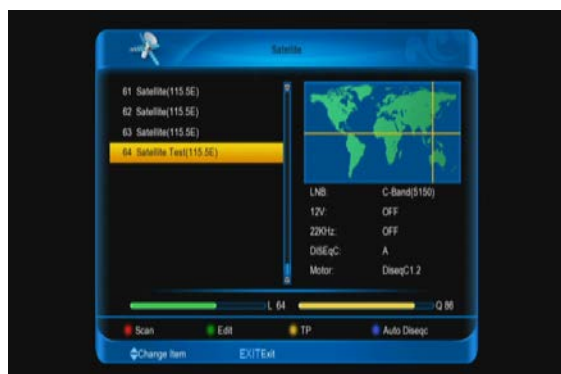 Satellite
61 Satellite(115.5E)
62 Satellite(115.5E)
63 Satellite(115.5E)
64 Satellite Test(115.5E)
LNB: C-Band(5150)
12V: OFF
22KHz: OFF
DiSEqC: A
Motor: DiseqC1.2
L 64 Q 86
Scan Edit TP Auto Diseqc
Change Item EXITExit